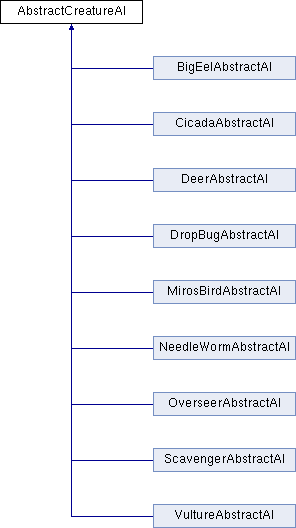 AbstractCreatureAI
BigEelAbstractAI
CicadaAbstractAI
DeerAbstractAI
DropBugAbstractAI
MirosBirdAbstractAI
NeedleWormAbstractAI
OverseerAbstractAI
ScavengerAbstractAI
VultureAbstractAI